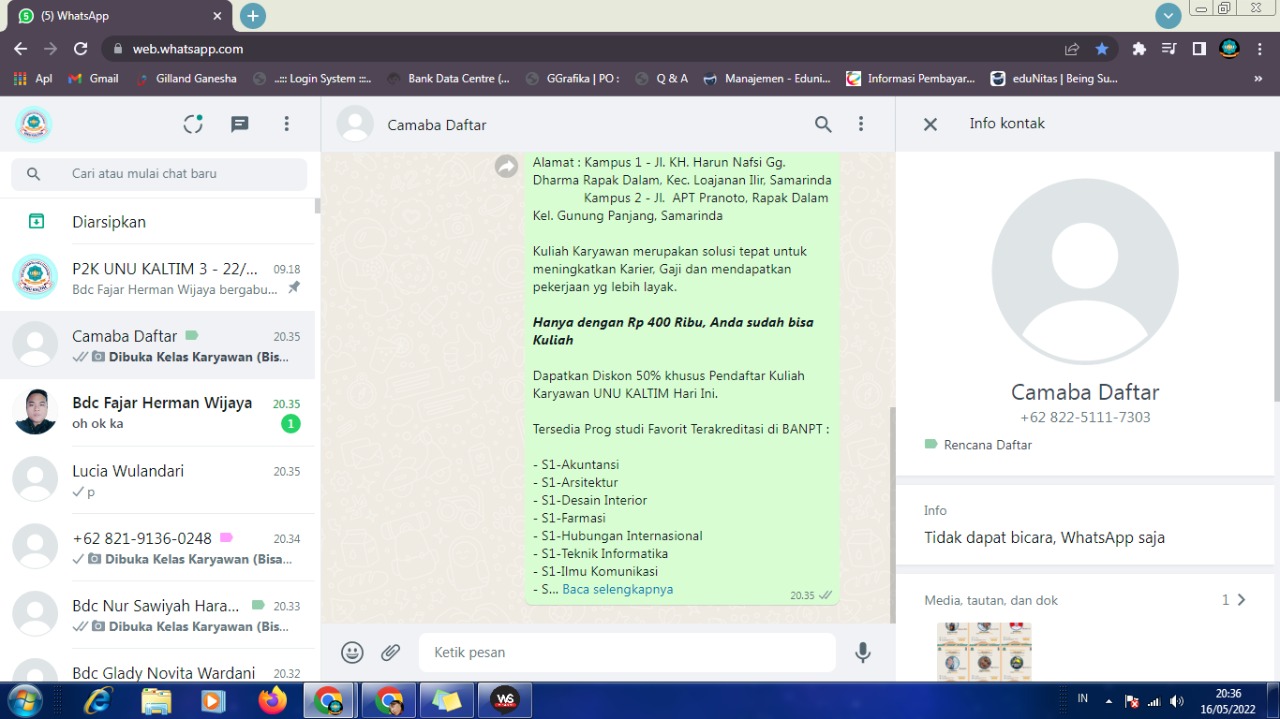 (5) WhatsApp
web.whatsapp.com
Apl
Gmail
Gilland Ganesha
..::: Login System :::..
Bank Data Centre (...
GGrafika | PO :
Q & A
Manajemen - Eduni...
Informasi Pembayar...
eduNitas | Being Su...
»
Cari atau mulai chat baru
Diarsipkan
P2K UNU KALTIM 3 - 22/... 09.18
Bdc Fajar Herman Wijaya bergabu...
Camaba Daftar 20.35
Dibuka Kelas Karyawan (Bis...
Bdc Fajar Herman Wijaya 20.35
oh ok ka 1
Lucia Wulandari 20.35
p
+62 821-9136-0248 20.34
Dibuka Kelas Karyawan (Bisa...
Bdc Nur Sawiyah Hara... 20.33
Dibuka Kelas Karyawan (Bis...
Bdc Glady Novita Wardani 20.32
Camaba Daftar
Alamat : Kampus 1 - Jl. KH. Harun Nafsi Gg.
Dharma Rapak Dalam, Kec. Loajanan Ilir, Samarinda
Kampus 2 - Jl. APT Pranoto, Rapak Dalam
Kel. Gunung Panjang, Samarinda
Kuliah Karyawan merupakan solusi tepat untuk
meningkatkan Karier, Gaji dan mendapatkan
pekerjaan yg lebih layak.
Hanya dengan Rp 400 Ribu, Anda sudah bisa
Kuliah
Dapatkan Diskon 50% khusus Pendaftar Kuliah
Karyawan UNU KALTIM Hari Ini.
Tersedia Prog studi Favorit Terakreditasi di BANPT :
- S1-Akuntansi
- S1-Arsitektur
- S1-Desain Interior
- S1-Farmasi
- S1-Hubungan Internasional
- S1-Teknik Informatika
- S1-Ilmu Komunikasi
- S... Baca selengkapnya
20.35
Ketik pesan
Info kontak
Camaba Daftar
+62 822-5111-7303
Rencana Daftar
Info
Tidak dapat bicara, WhatsApp saja
Media, tautan, dan dok 1
WS
IN
20:36
16/05/2022